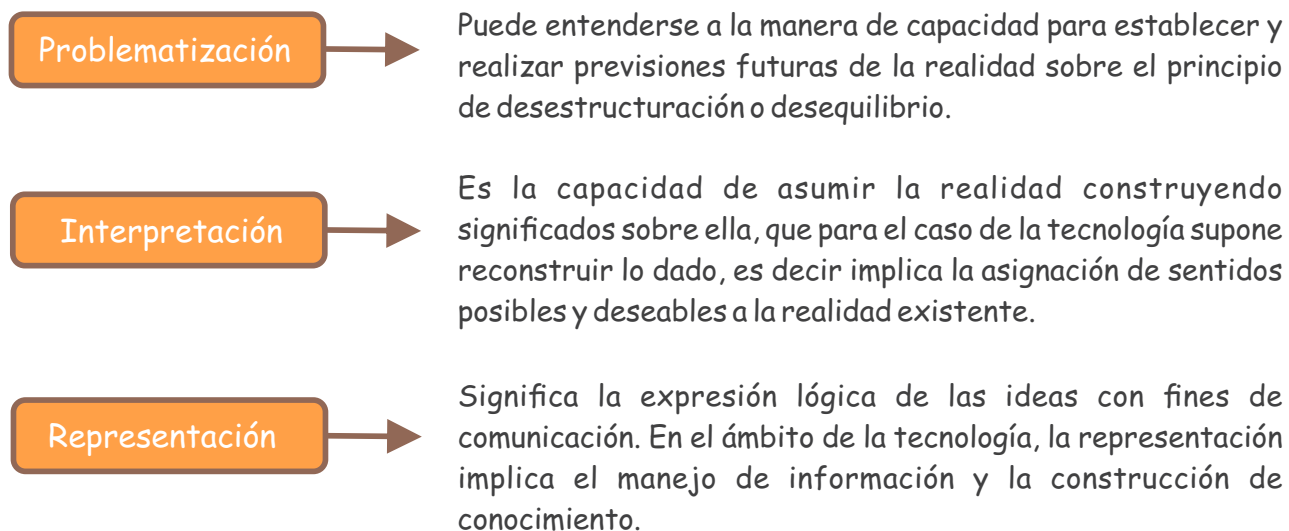 Problematización
Puede entenderse a la manera de capacidad para establecer y
realizar previsiones futuras de la realidad sobre el principio
de desestructuración o desequilibrio.
Interpretación
Es la capacidad de asumir la realidad construyendo
significados sobre ella, que para el caso de la tecnología supone
reconstruir lo dado, es decir implica la asignación de sentidos
posibles y deseables a la realidad existente.
Representación
Significa la expresión lógica de las ideas con fines de
comunicación. En el ámbito de la tecnología, la representación
implica el manejo de información y la construcción de
conocimiento.